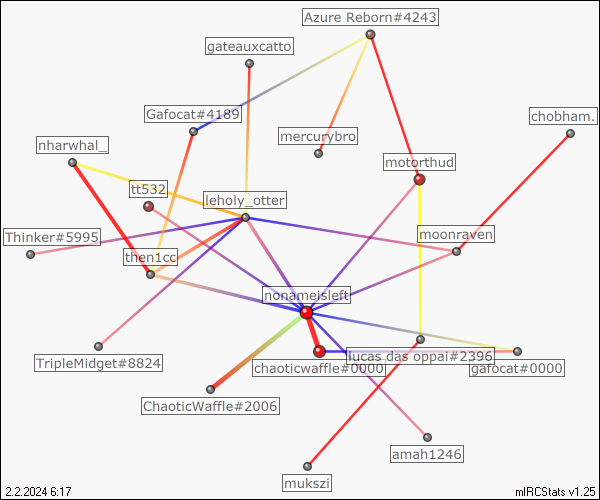 Azure Reborn#4243
gateauxcatto
Gafocat#4189
chobham.
mercurybro
nharwhal_
motorthud
tt532
leholy_otter
Thinker#5995
moonraven
then1cc
nonameisleft
lucas das oppai#2396
TripleMidget#8824
chaoticwaffle#0000
gafocat#0000
ChaoticWaffle#2006
amah1246
mukszi
2.2.2024 6:17
mIRCStats v1.25